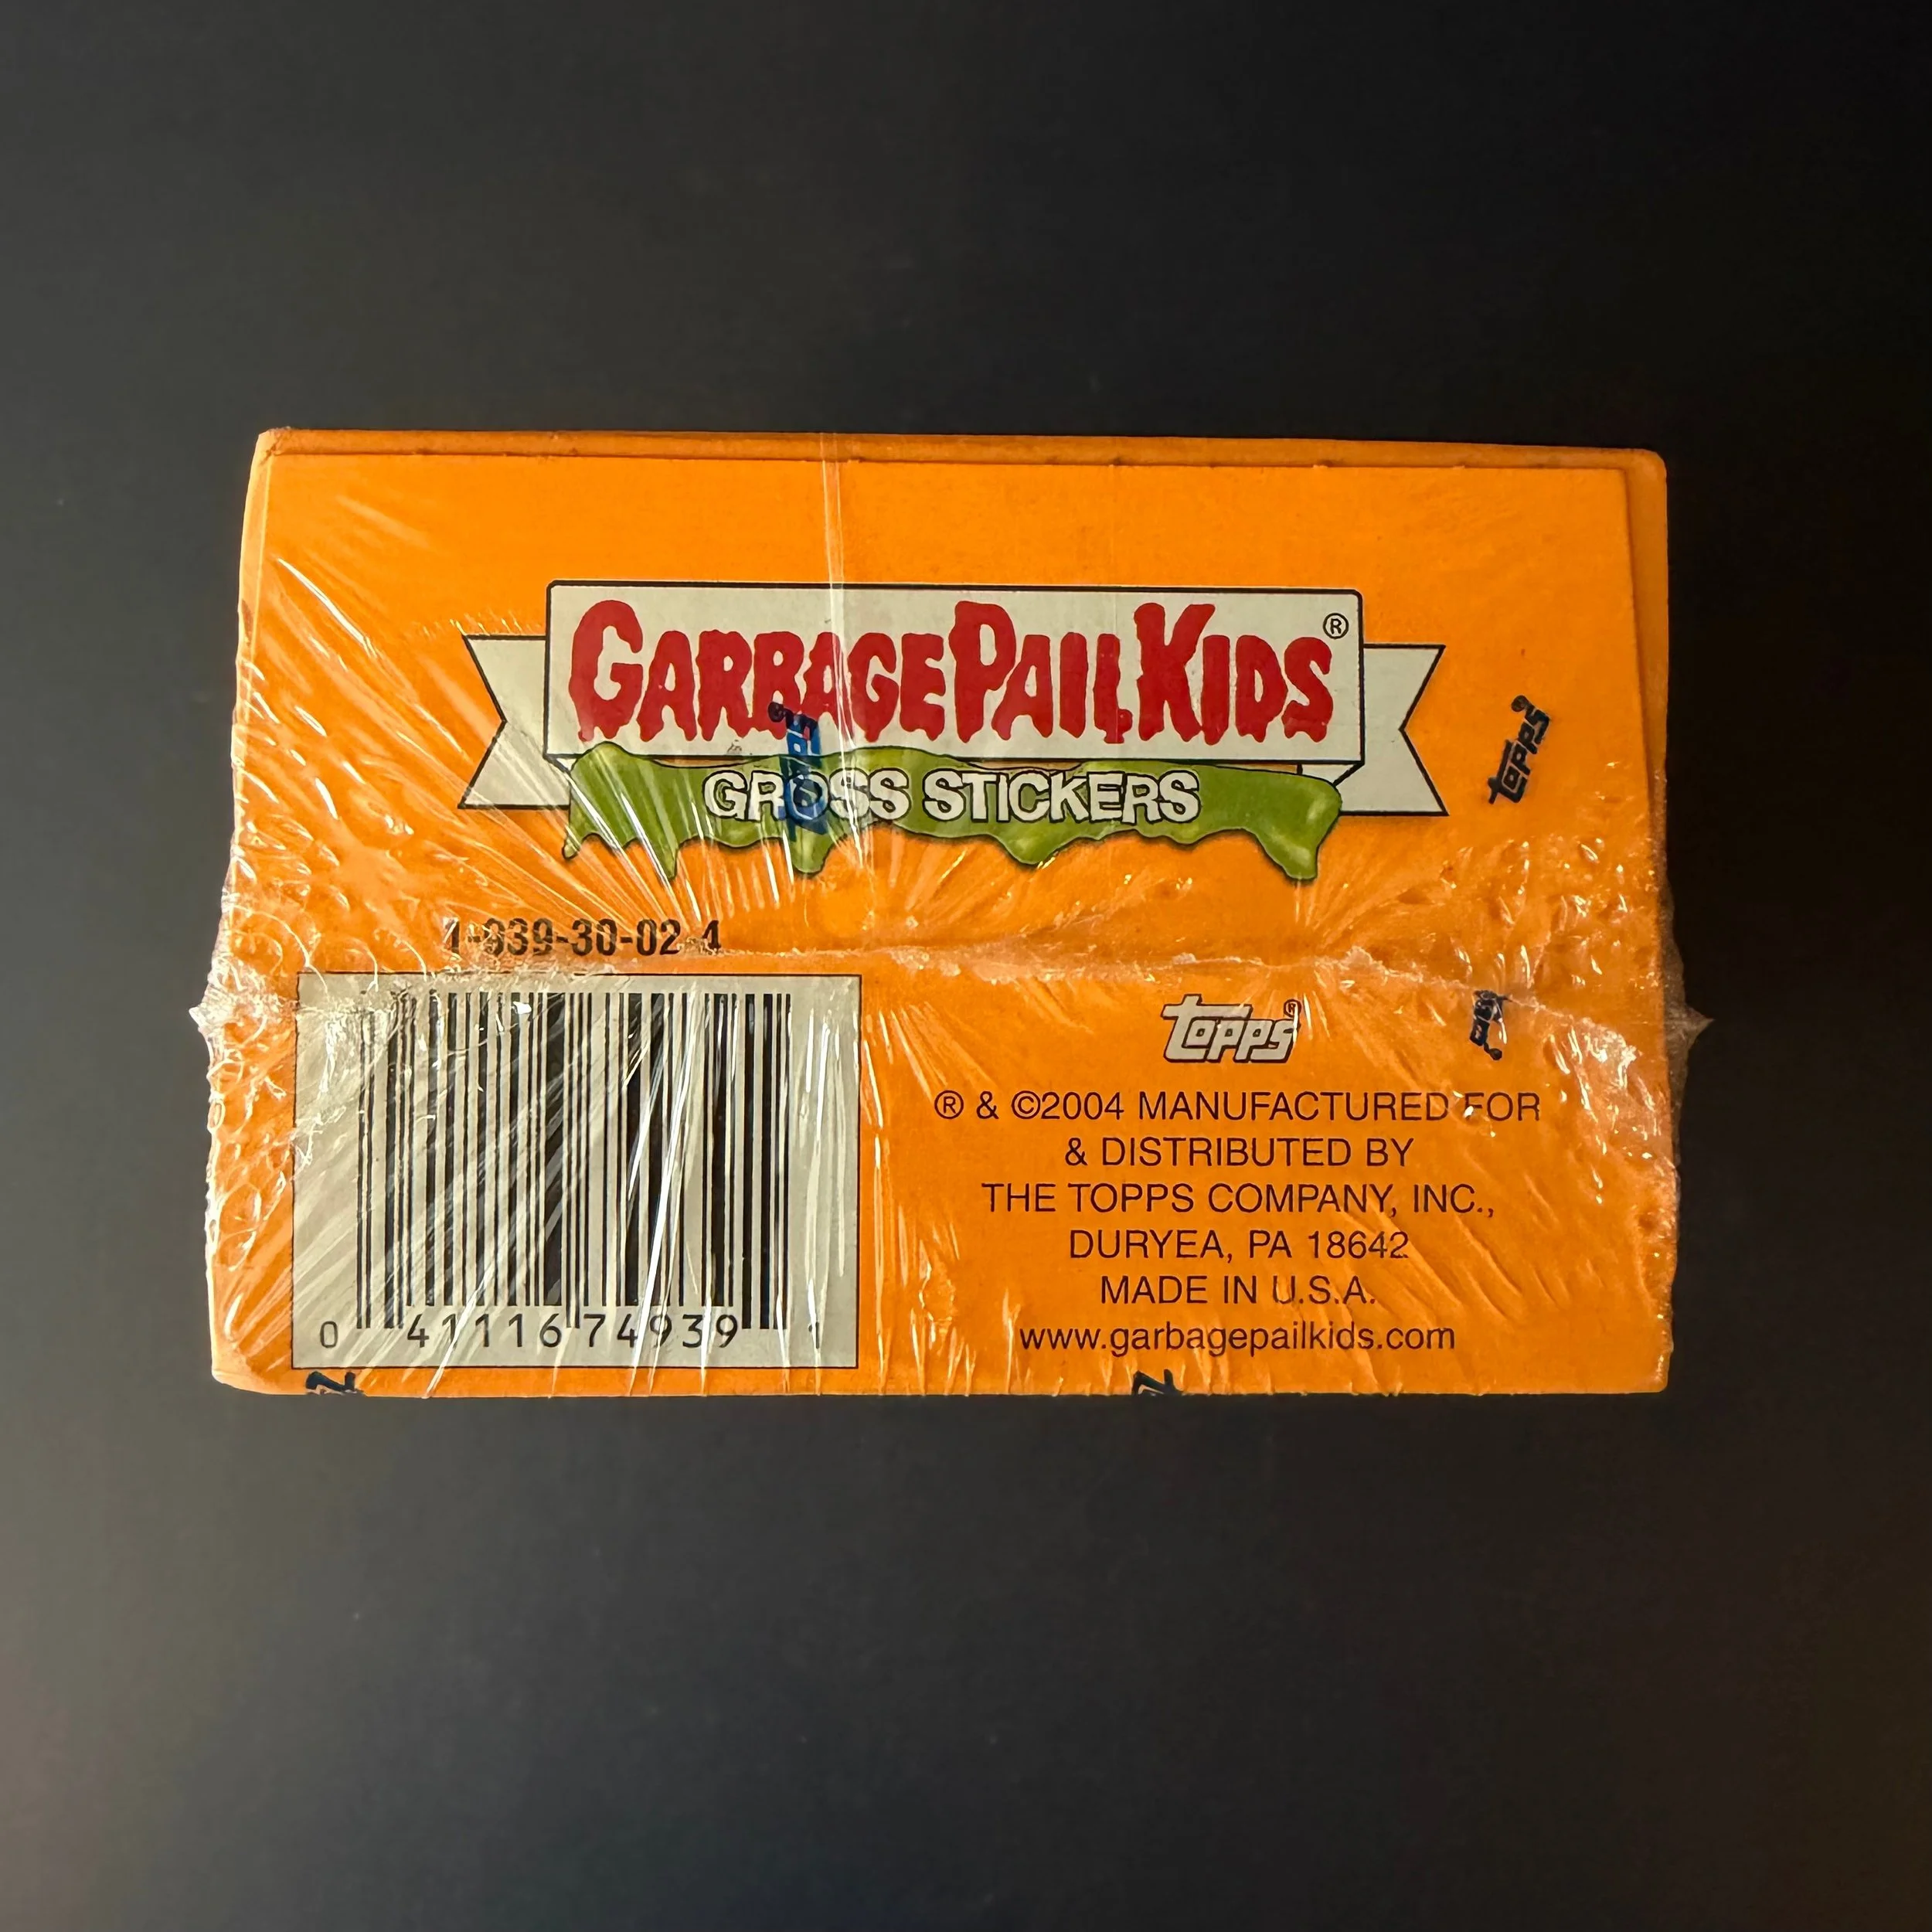 GARBAGE PAIL KIDS®
GROSS STICKERS
topps®
1-939-30-02-4
topps®
® & ©2004 MANUFACTURED FOR
& DISTRIBUTED BY
THE TOPPS COMPANY, INC.,
DURYEA, PA 18642
MADE IN U.S.A.
www.garbagepailkids.com
0 41116 74939 1